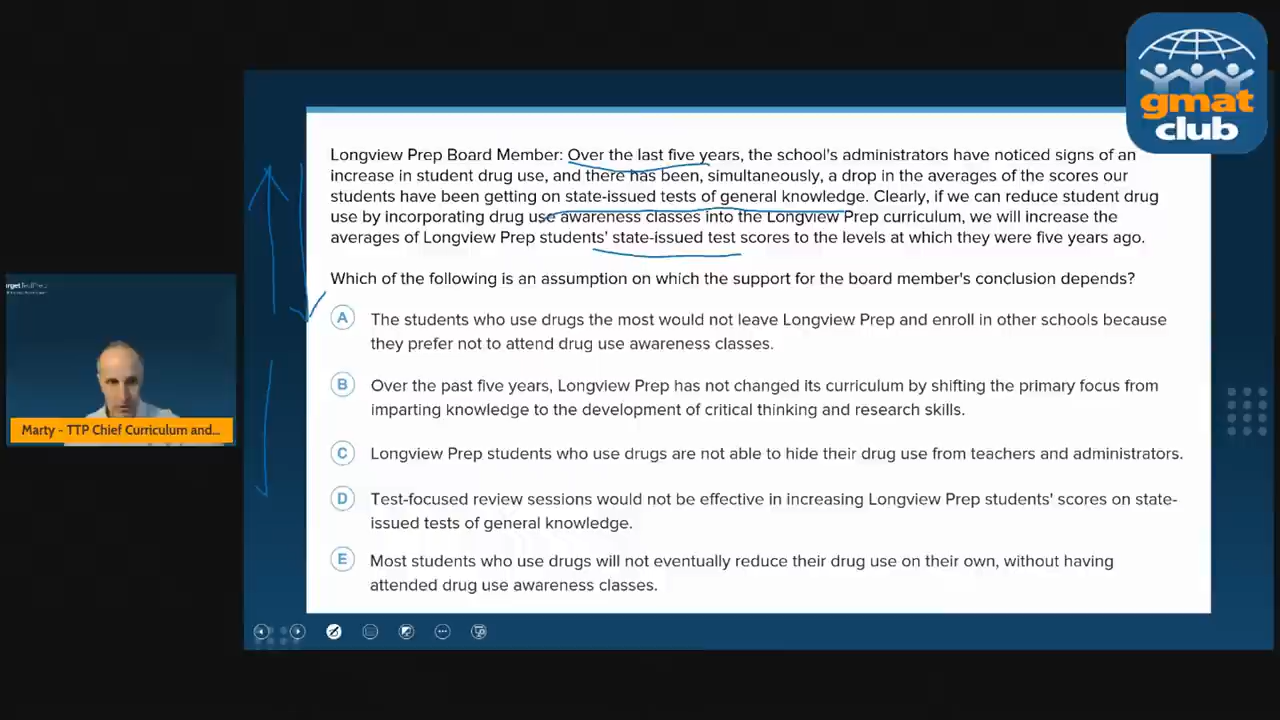 gmat
club
Longview Prep Board Member: Over the last five years, the school's administrators have noticed signs of an
increase in student drug use, and there has been, simultaneously, a drop in the averages of the scores our
students have been getting on state-issued tests of general knowledge. Clearly, if we can reduce student drug
use by incorporating drug use awareness classes into the Longview Prep curriculum, we will increase the
averages of Longview Prep students' state-issued test scores to the levels at which they were five years ago.
Which of the following is an assumption on which the support for the board member's conclusion depends?
A The students who use drugs the most would not leave Longview Prep and enroll in other schools because
they prefer not to attend drug use awareness classes.
B Over the past five years, Longview Prep has not changed its curriculum by shifting the primary focus from
imparting knowledge to the development of critical thinking and research skills.
C Longview Prep students who use drugs are not able to hide their drug use from teachers and administrators.
D Test-focused review sessions would not be effective in increasing Longview Prep students' scores on state-
issued tests of general knowledge.
E Most students who use drugs will not eventually reduce their drug use on their own, without having
attended drug use awareness classes.
Marty - TTP Chief Curriculum and...